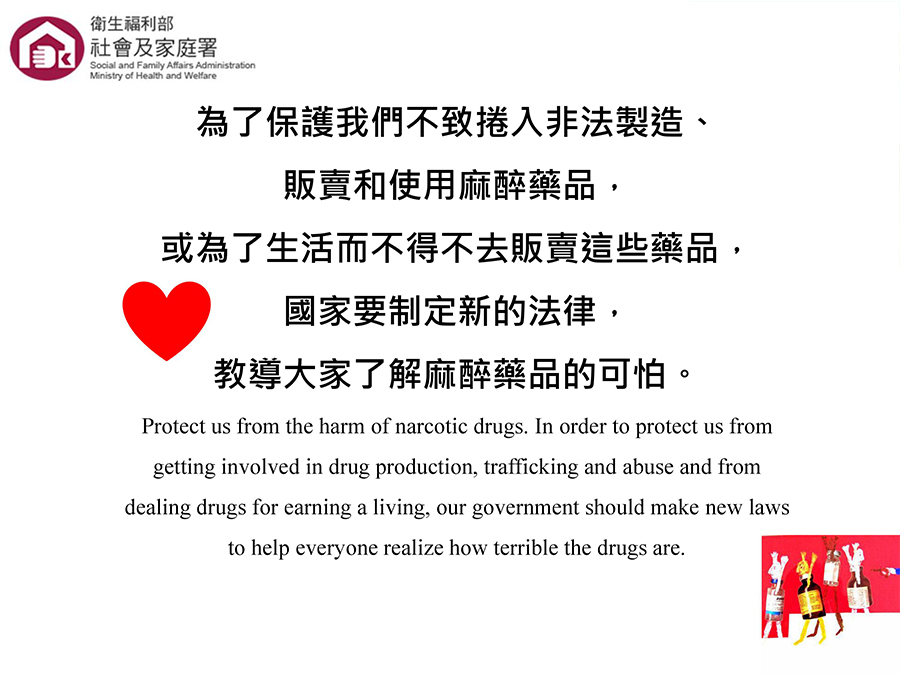 衛生福利部
社會及家庭署
Social and Family Affairs Administration
Ministry of Health and Welfare
為了保護我們不致捲入非法製造、
販賣和使用麻醉藥品，
或為了生活而不得不去販賣這些藥品，
國家要制定新的法律，
教導大家了解麻醉藥品的可怕。
Protect us from the harm of narcotic drugs. In order to protect us from
getting involved in drug production, trafficking and abuse and from
dealing drugs for earning a living, our government should make new laws
to help everyone realize how terrible the drugs are.